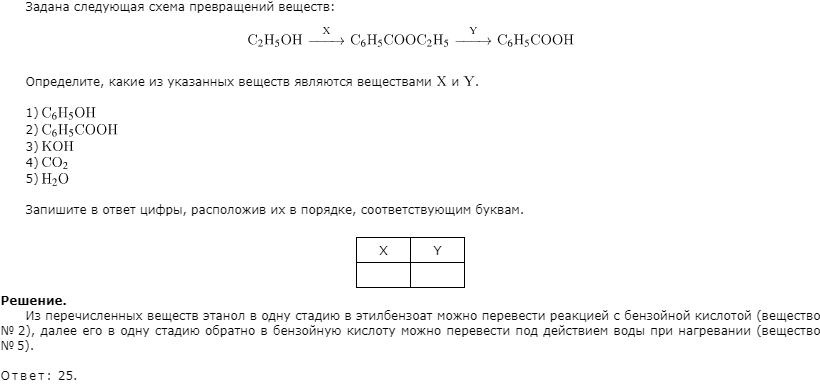 Задана следующая схема превращений веществ:
X Y
C₂H₅OH ⟶ C₆H₅COOC₂H₅ ⟶ C₆H₅COOH
Определите, какие из указанных веществ являются веществами X и Y.
1) C₆H₅OH
2) C₆H₅COOH
3) KOH
4) CO₂
5) H₂O
Запишите в ответ цифры, расположив их в порядке, соответствующим буквам.
X Y
Решение.
Из перечисленных веществ этанол в одну стадию в этилбензоат можно перевести реакцией с бензойной кислотой (вещество
№ 2), далее его в одну стадию обратно в бензойную кислоту можно перевести под действием воды при нагревании (вещество
№ 5).
Ответ: 25.